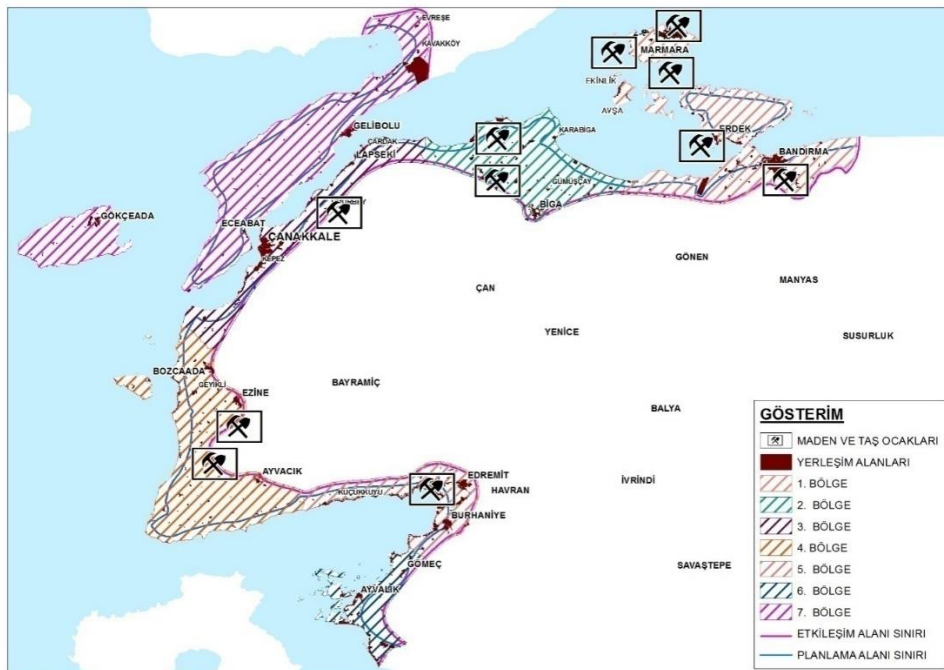 EVREŞE
KAVAKKÖY
MARMARA
EKİNLİK
AVŞA
GELİBOLU
KARABİGA
ERDEK
ÇARDAK
LAPSEKİ
BANDIRMA
GÜMÜŞÇAY
BİGA
GÖKÇEADA
ECEABAT
ÇANAKKALE
KEPEZ
GÖNEN
MANYAS
ÇAN
YENİCE
SUSURLUK
BOZCAADA
GEYİKLİ
EZİNE
BAYRAMİÇ
BALYA
AYVACIK
KÜÇÜKKUYU
EDREMİT
HAVRAN
İVRİNDİ
BURHANİYE
GÖMEÇ
AYVALIK
SAVAŞTEPE
GÖSTERİM
MADEN VE TAŞ OCAKLARI
YERLEŞİM ALANLARI
1. BÖLGE
2. BÖLGE
3. BÖLGE
4. BÖLGE
5. BÖLGE
6. BÖLGE
7. BÖLGE
ETKİLEŞİM ALANI SINIRI
PLANLAMA ALANI SINIRI